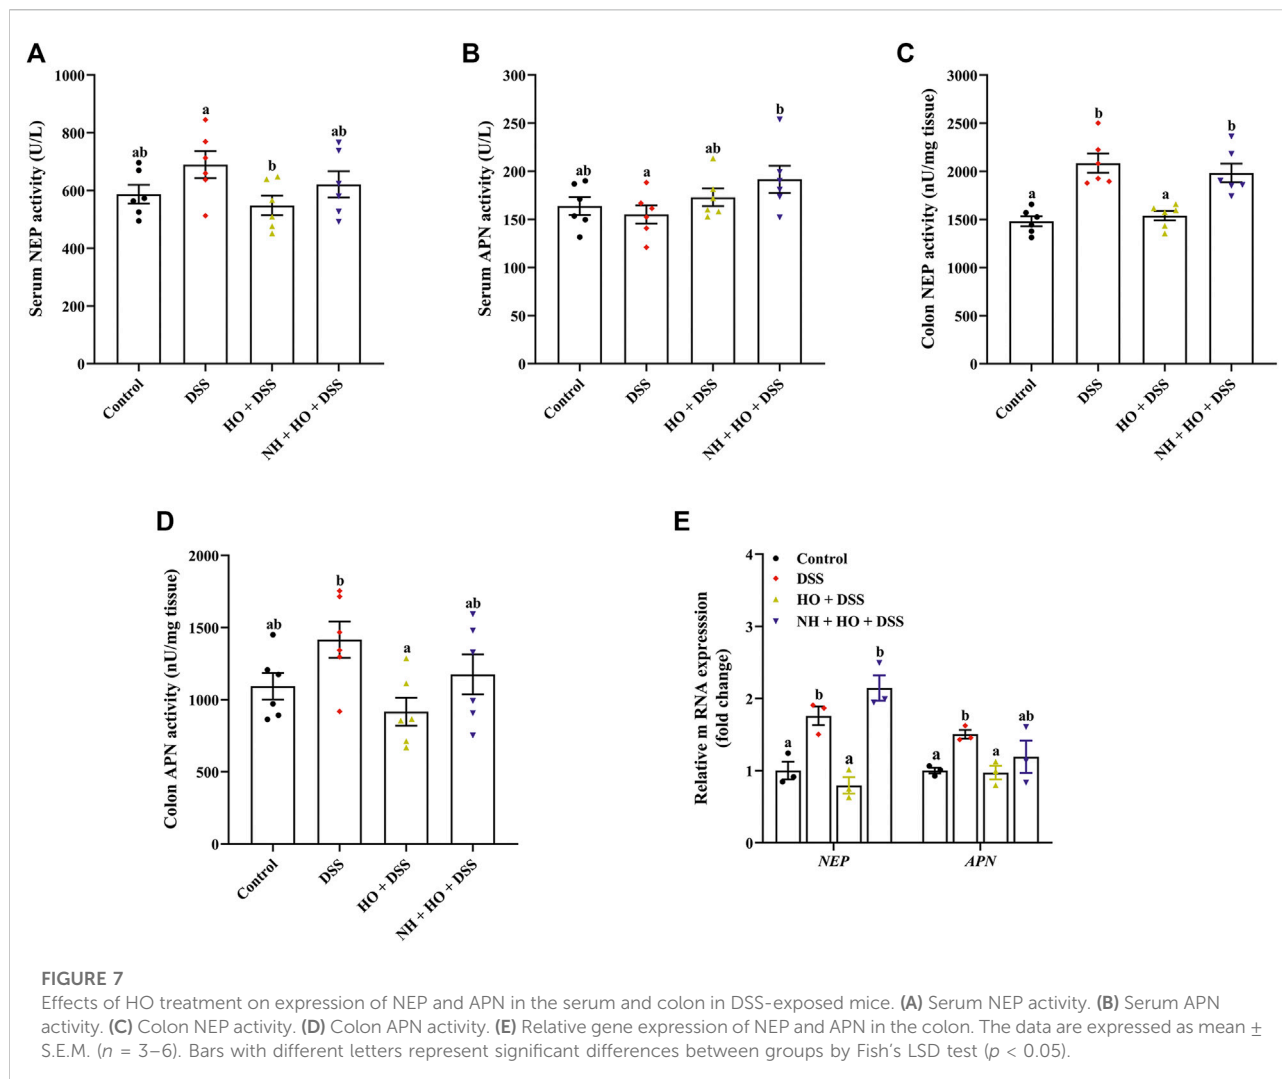 A
Serum NEP activity (U/L)
1000
800
600
400
200
0
ab
a
b
ab
Control
DSS
HO + DSS
NH + HO + DSS
B
Serum APN activity (U/L)
300
250
200
150
100
50
0
ab
a
ab
b
Control
DSS
HO + DSS
NH + HO + DSS
C
Colon NEP activity (nU/mg tissue)
3000
2500
2000
1500
1000
500
0
a
b
a
b
Control
DSS
HO + DSS
NH + HO + DSS
D
Colon APN activity (nU/mg tissue)
2000
1500
1000
500
0
ab
b
a
ab
Control
DSS
HO + DSS
NH + HO + DSS
E
Relative m RNA expresssion
(fold change)
4
3
2
1
0
Control
DSS
HO + DSS
NH + HO + DSS
a
b
a
b
a
b
a
ab
NEP
APN
FIGURE 7
Effects of HO treatment on expression of NEP and APN in the serum and colon in DSS-exposed mice. (A) Serum NEP activity. (B) Serum APN
activity. (C) Colon NEP activity. (D) Colon APN activity. (E) Relative gene expression of NEP and APN in the colon. The data are expressed as mean ±
S.E.M. (n = 3–6). Bars with different letters represent significant differences between groups by Fish's LSD test (p < 0.05).